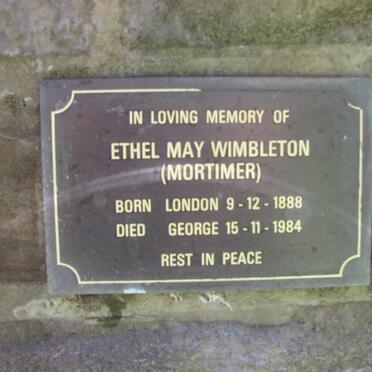 IN LOVING MEMORY OF
ETHEL MAY WIMBLETON
(MORTIMER)
BORN LONDON 9 - 12 - 1888
DIED GEORGE 15 - 11 - 1984
REST IN PEACE